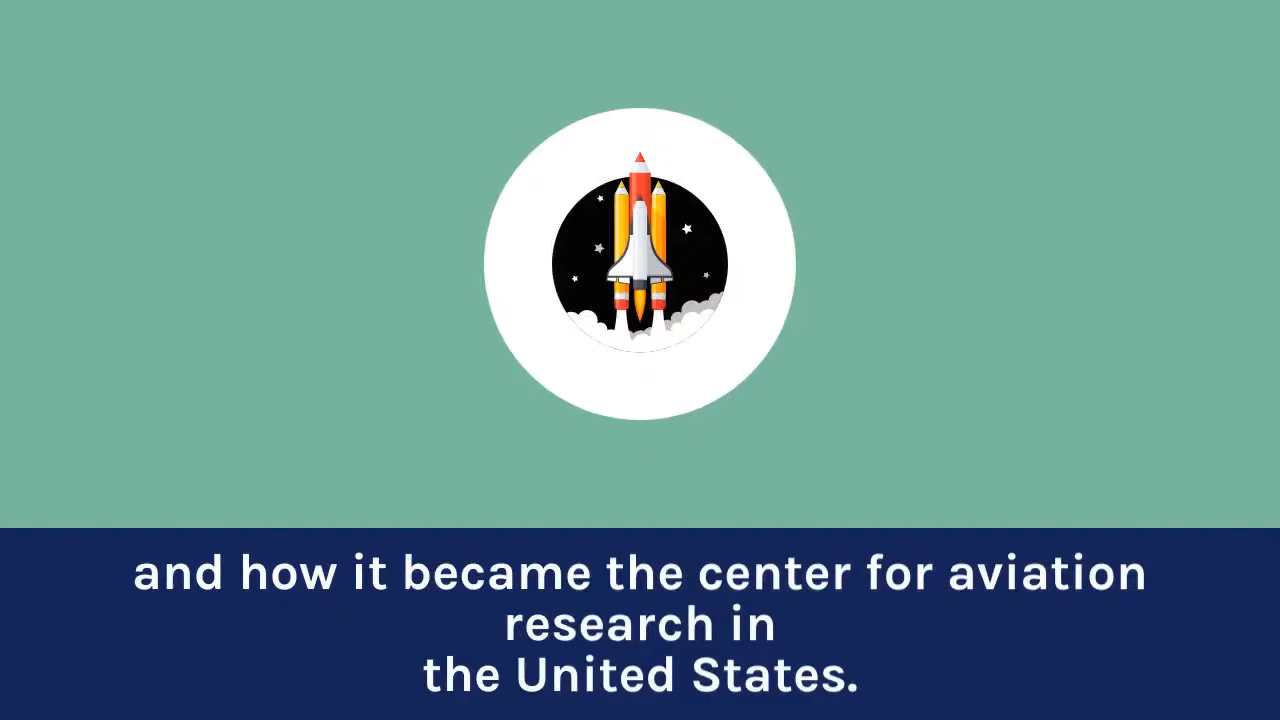 and how it became the center for aviation
research in
the United States.